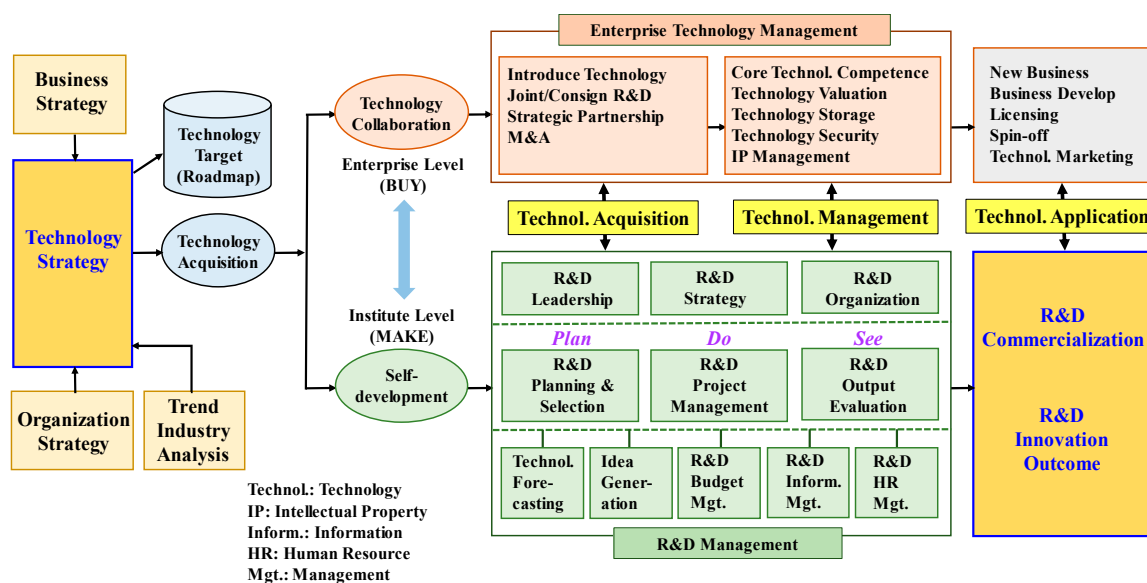 Business
Strategy
Technology
Target
(Roadmap)
Technology
Strategy
Technology
Acquisition
Organization
Strategy
Trend
Industry
Analysis
Technology
Collaboration
Enterprise Level
(BUY)
Institute Level
(MAKE)
Self-
development
Enterprise Technology Management
Introduce Technology
Joint/Consign R&D
Strategic Partnership
M&A
Core Technol. Competence
Technology Valuation
Technology Storage
Technology Security
IP Management
New Business
Business Develop
Licensing
Spin-off
Technol. Marketing
Technol. Acquisition
Technol. Management
Technol. Application
R&D
Leadership
R&D
Strategy
R&D
Organization
Plan
Do
See
R&D
Planning &
Selection
R&D
Project
Management
R&D
Output
Evaluation
Technol.
Fore-
casting
Idea
Gener-
ation
R&D
Budget
Mgt.
R&D
Inform.
Mgt.
R&D
HR
Mgt.
R&D Management
R&D
Commercialization
R&D
Innovation
Outcome
Technol.: Technology
IP: Intellectual Property
Inform.: Information
HR: Human Resource
Mgt.: Management